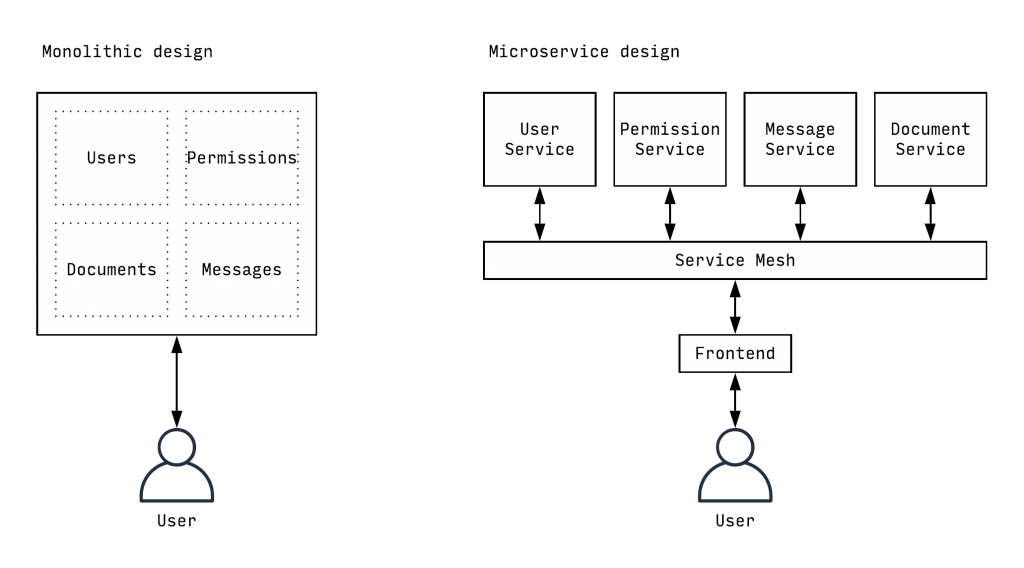 Monolithic design
Users
Permissions
Documents
Messages
User
Microservice design
User
Service
Permission
Service
Message
Service
Document
Service
Service Mesh
Frontend
User